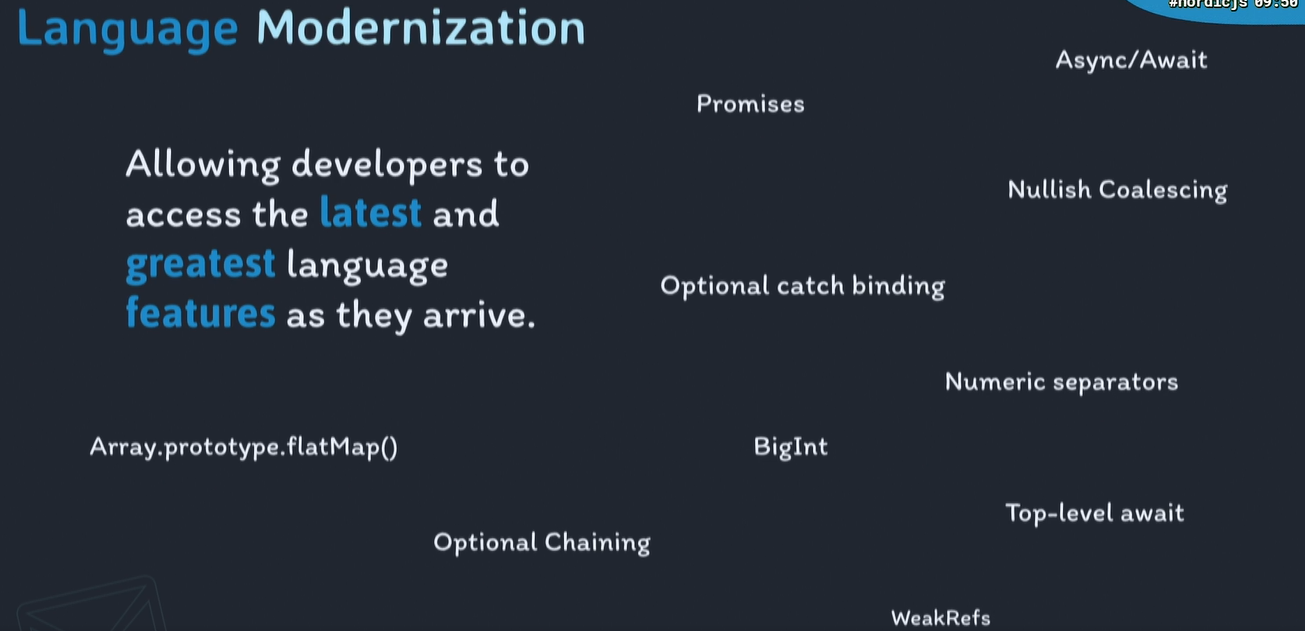 Language Modernization
#nordicjs 09:50
Async/Await
Promises
Allowing developers to
access the latest and
greatest language
features as they arrive.
Nullish Coalescing
Optional catch binding
Numeric separators
Array.prototype.flatMap()
BigInt
Top-level await
Optional Chaining
WeakRefs